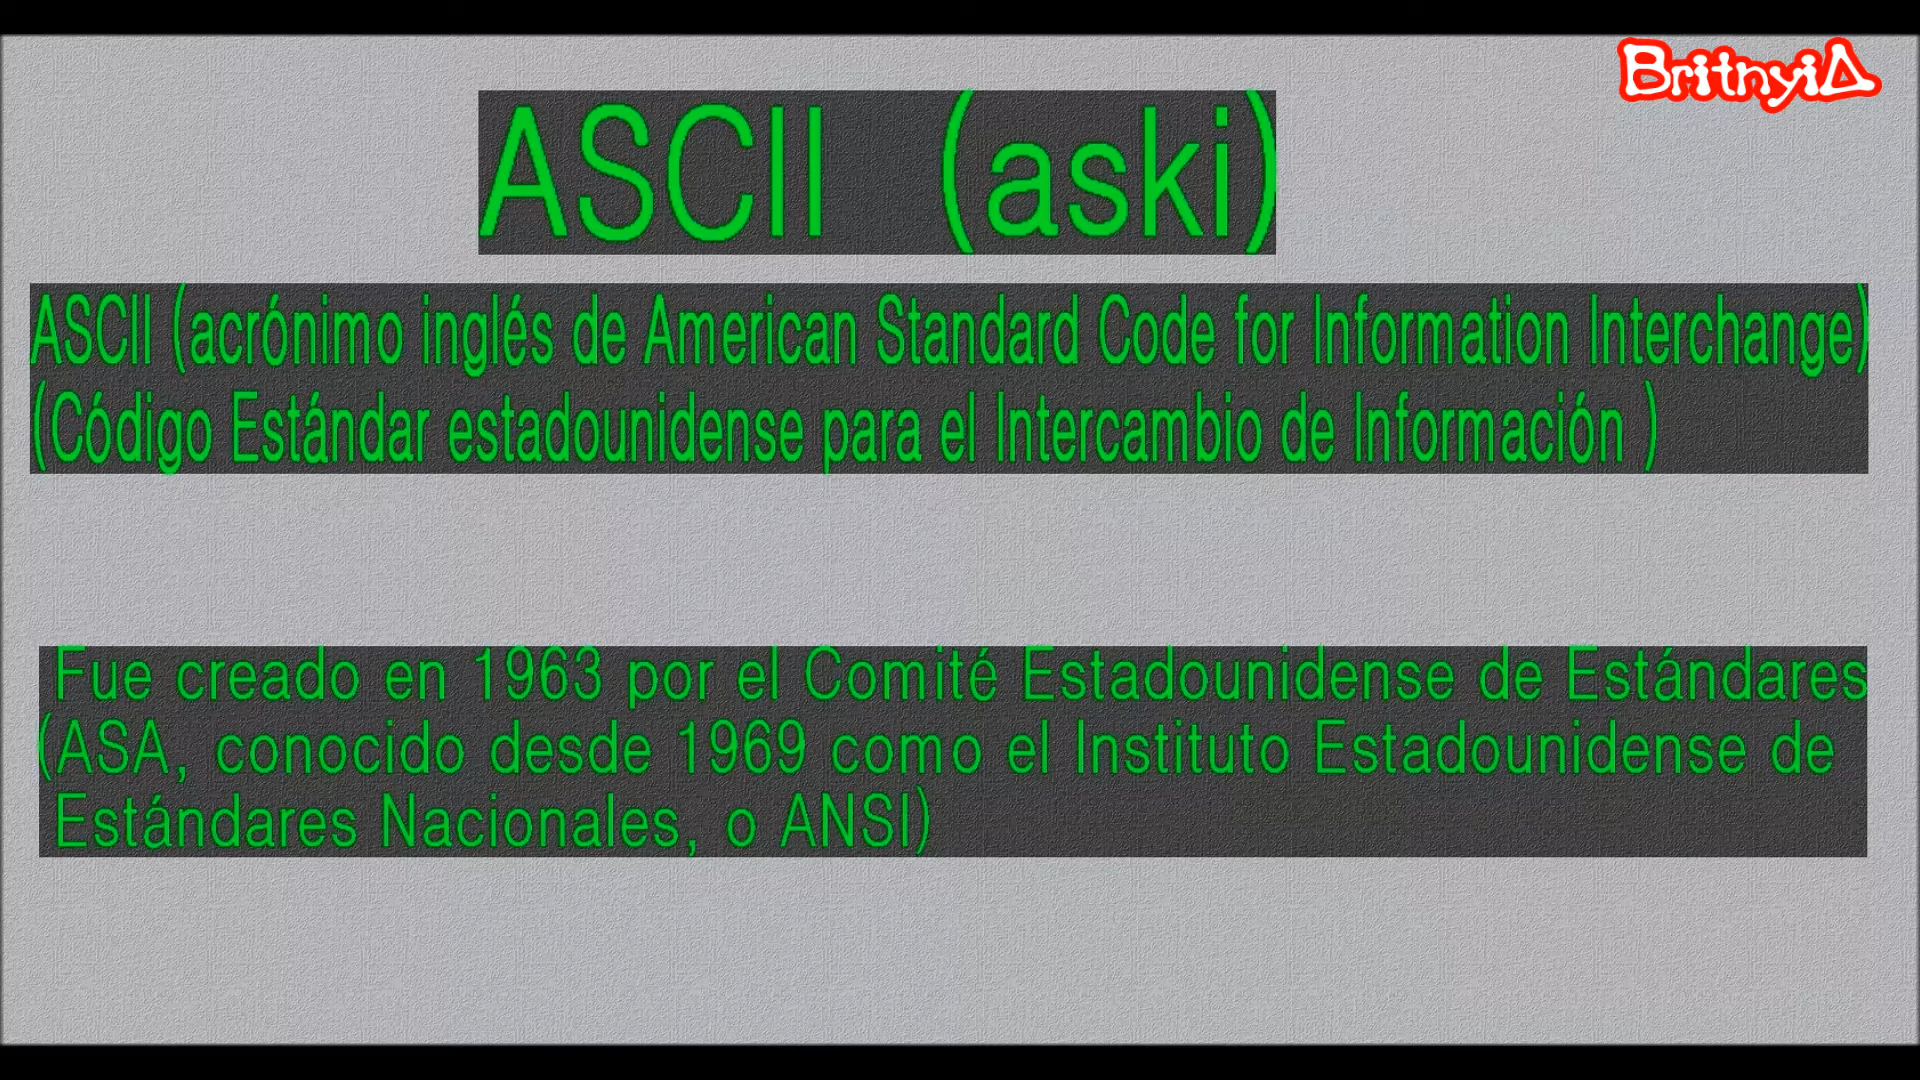 BritnyiA
ASCII (aski)
ASCII (acrónimo inglés de American Standard Code for Information Interchange)
(Código Estándar estadounidense para el Intercambio de Información )
Fue creado en 1963 por el Comité Estadounidense de Estándares
(ASA, conocido desde 1969 como el Instituto Estadounidense de
Estándares Nacionales, o ANSI)